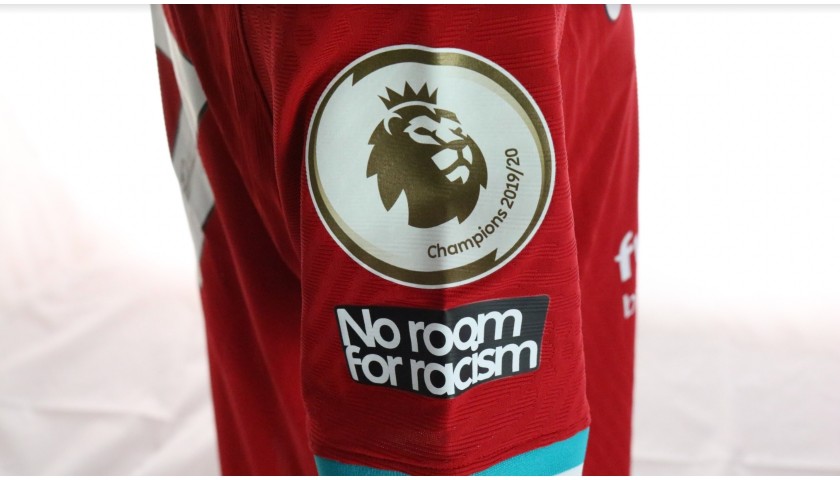 Champions 2019/20
No room
for racism